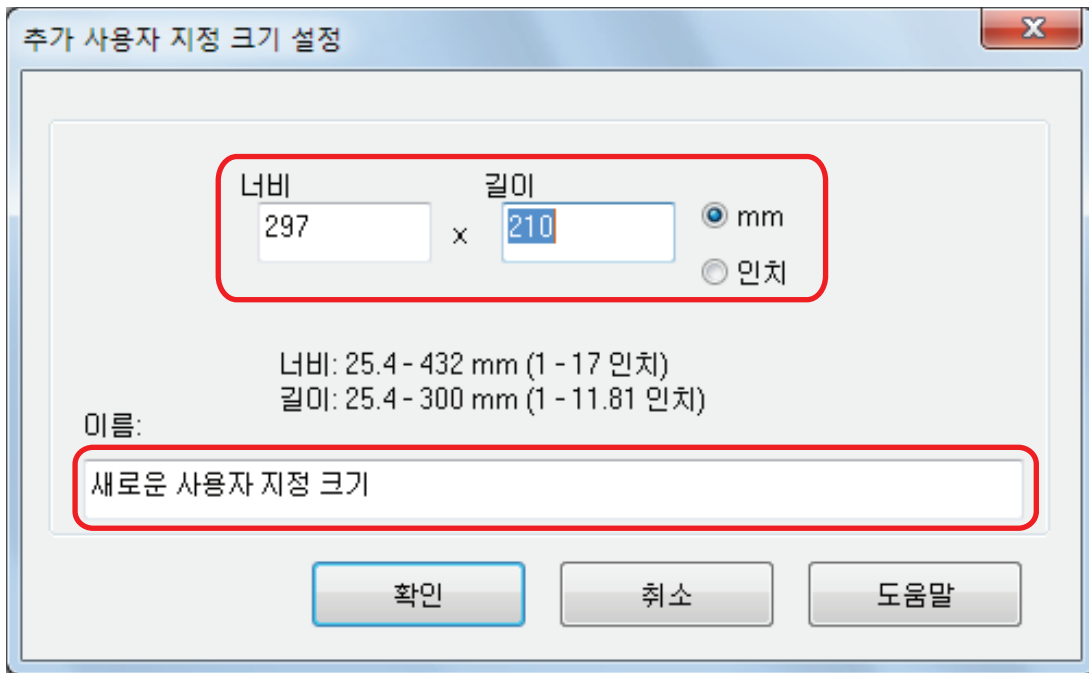 추가 사용자 지정 크기 설정
너비 길이
297 x 210 mm
인치
너비: 25.4 - 432 mm (1 - 17 인치)
길이: 25.4 - 300 mm (1 - 11.81 인치)
이름:
새로운 사용자 지정 크기
확인 취소 도움말